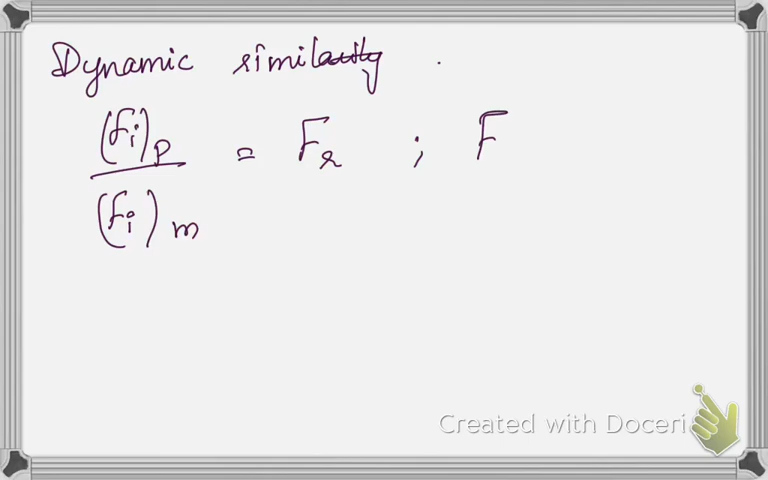 Dynamic similarity .
(Fi)p / (Fi)m = Fr ; F
Created with Doceri